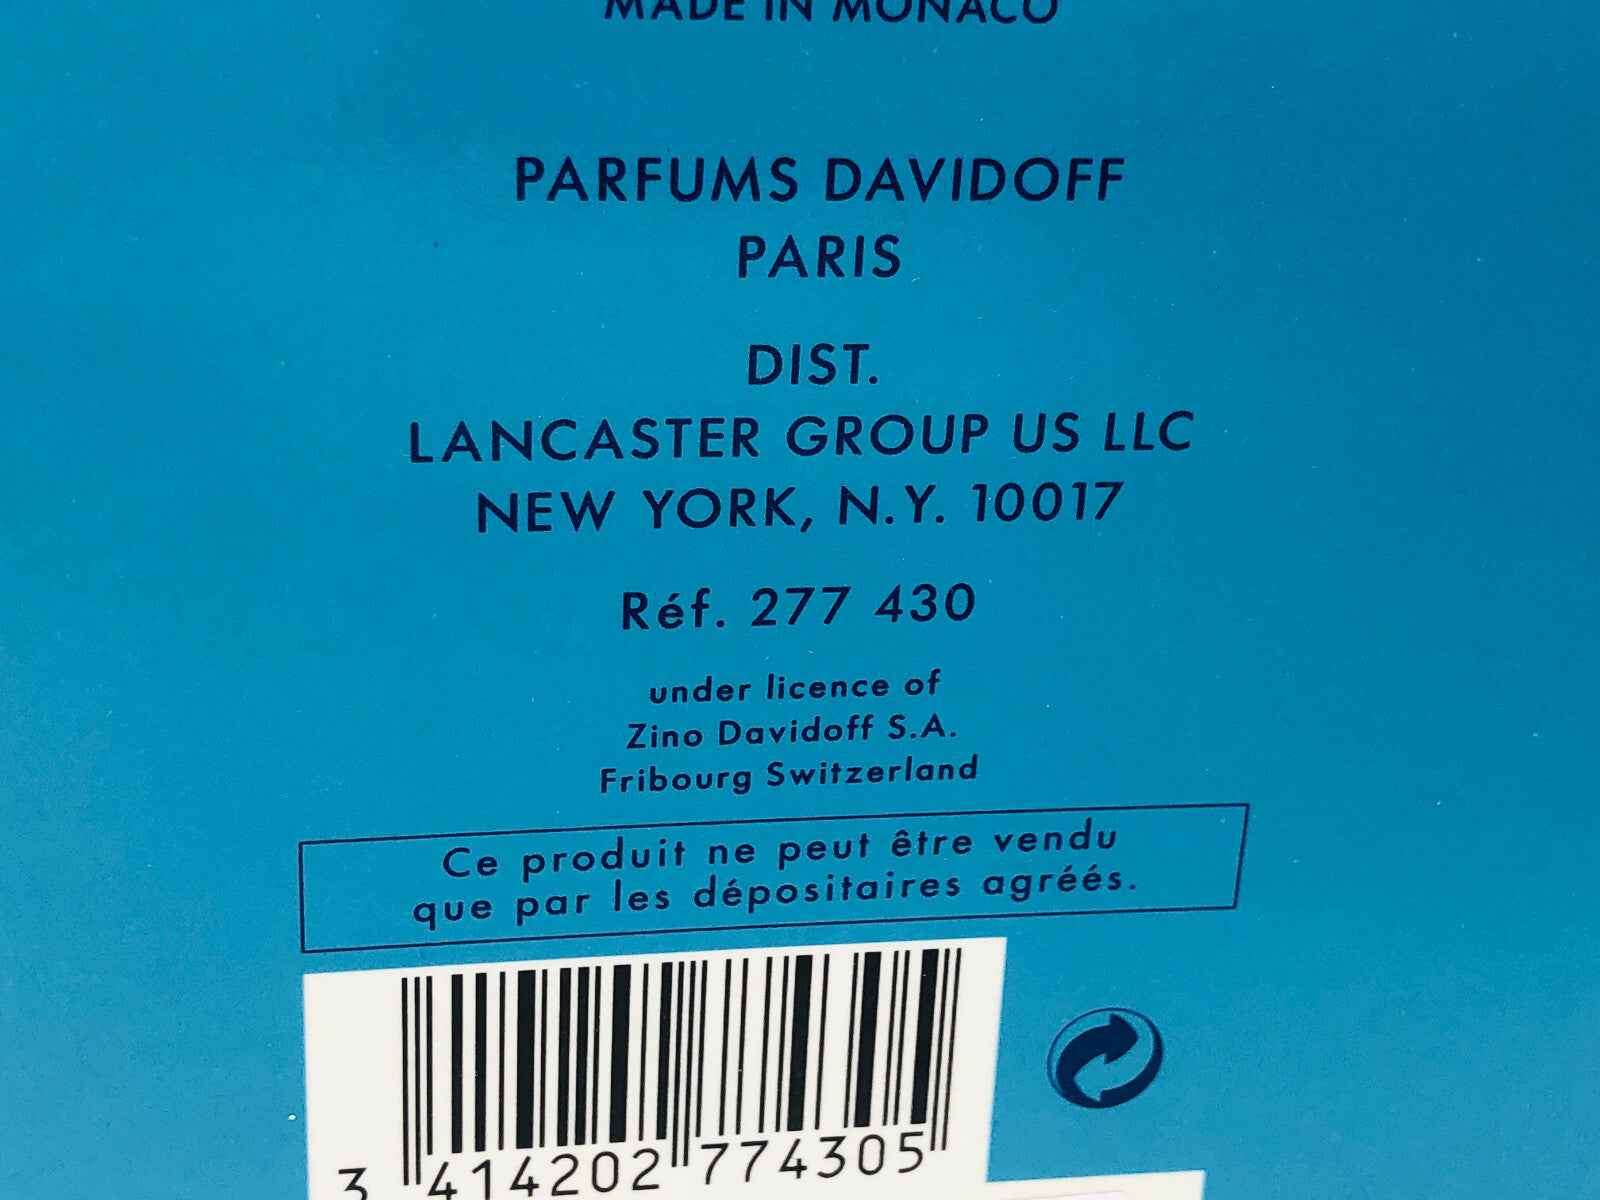 MADE IN MONACO
PARFUMS DAVIDOFF
PARIS
DIST.
LANCASTER GROUP US LLC
NEW YORK, N.Y. 10017
Réf. 277 430
under licence of
Zino Davidoff S.A.
Fribourg Switzerland
Ce produit ne peut être vendu
que par les dépositaires agréés.
3 414202 774305